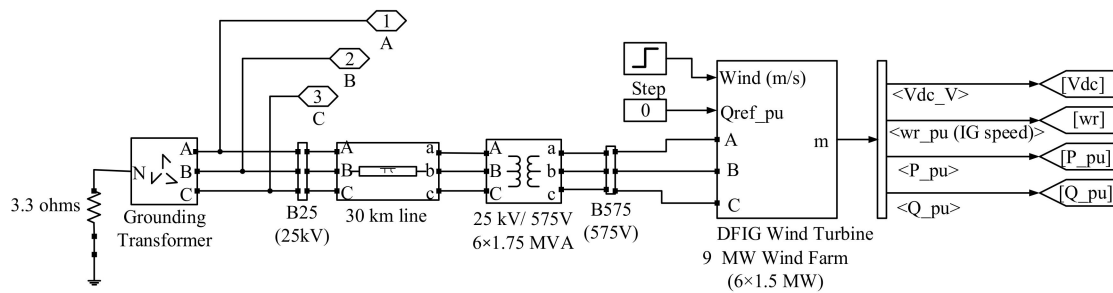 1
A
2
B
3
C
Step
0
Wind (m/s)
Qref_pu
A
B
C
m
<Vdc_V>
<wr_pu (IG speed)>
<P_pu>
<Q_pu>
[Vdc]
[wr]
[P_pu]
[Q_pu]
3.3 ohms
N
A
B
C
Grounding
Transformer
B25
(25kV)
A
B
C
a
b
c
30 km line
A
B
C
a
b
c
25 kV/ 575V
6×1.75 MVA
B575
(575V)
DFIG Wind Turbine
9 MW Wind Farm
(6×1.5 MW)